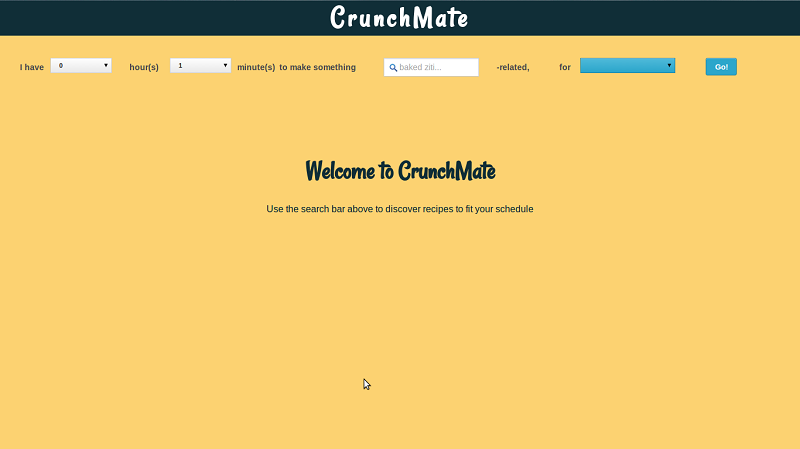 CrunchMate
I have 0 hour(s) 1 minute(s) to make something baked ziti... -related, for Go!
Welcome to CrunchMate
Use the search bar above to discover recipes to fit your schedule